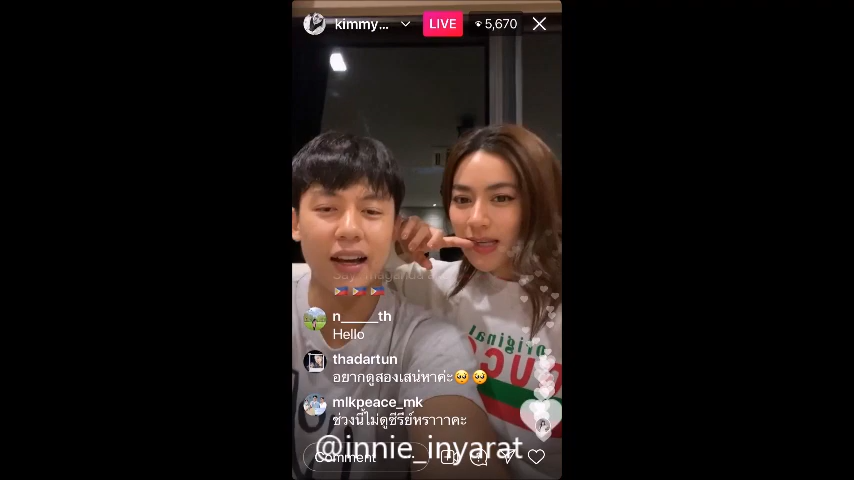 kimmy...
LIVE
5,670
🇵🇭 🇵🇭 🇵🇭
n_____th
Hello
thadartun
อยากดูสองเสน่หาค่ะ🥺🥺
mlkpeace_mk
ช่วงนี้ไม่ดูซีรีย์หราาาคะ
@innie_inyarat
Comment
original
GUCCI